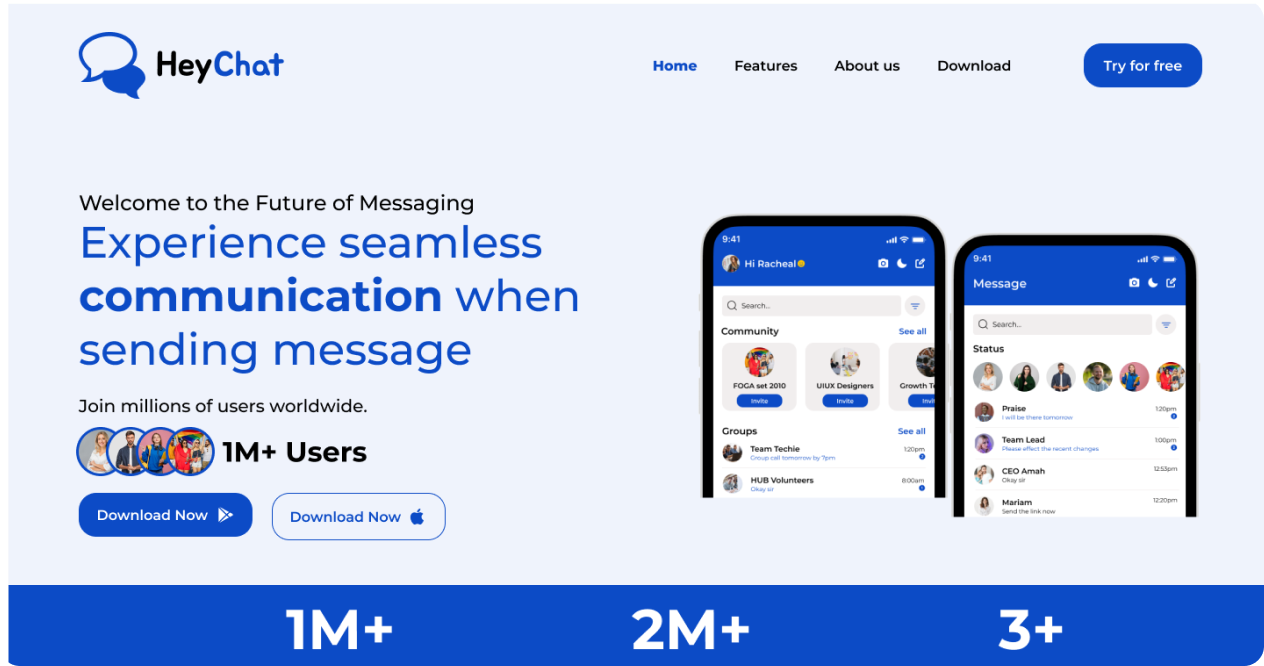 HeyChat
Home Features About us Download Try for free
Welcome to the Future of Messaging
Experience seamless
communication when
sending message
Join millions of users worldwide.
1M+ Users
Download Now
Download Now
9:41
Hi Racheal
Search..
Community See all
FOGA set 2010 UIUX Designers Growth
Invite Invite
Groups See all
Team Techie 1:20pm
Group call tomorrow by 7pm
HUB Volunteers 8:00am
Okay sir
9:41
Message
Search..
Status
Praise 1:20pm
I will be there tomorrow
Team Lead 1:00pm
Please effect the recent changes
CEO Amah 12:53pm
Okay sir
Mariam 12:20pm
Send the link now
1M+ 2M+ 3+